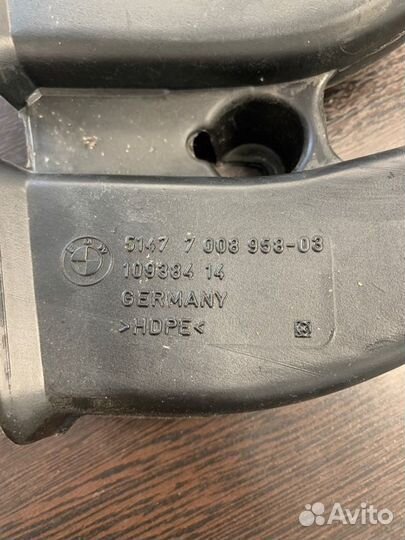 5147 7 008 958-03
109384 14
GERMANY
>HDPE<
Avito